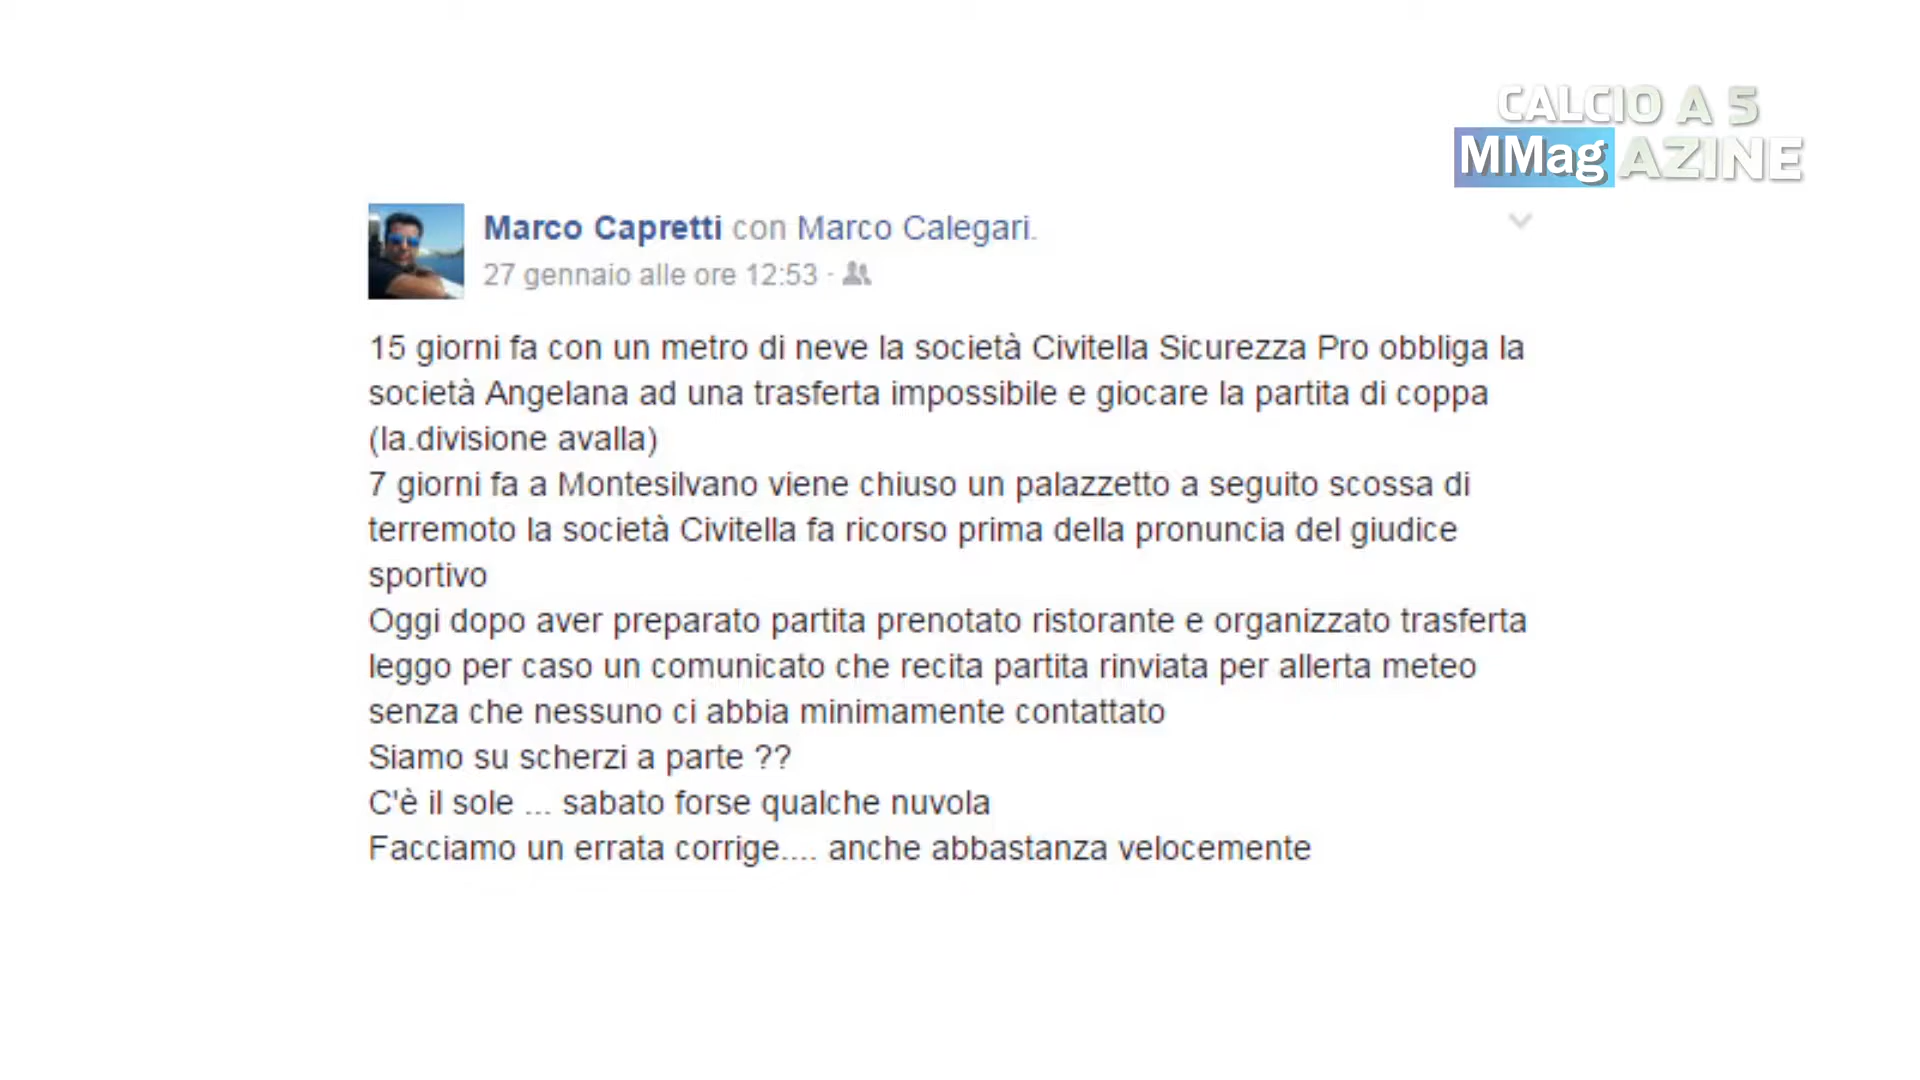 CALCIO A 5
MMagAZINE
Marco Capretti con Marco Calegari.
27 gennaio alle ore 12:53 ·
15 giorni fa con un metro di neve la società Civitella Sicurezza Pro obbliga la
società Angelana ad una trasferta impossibile e giocare la partita di coppa
(la.divisione avalla)
7 giorni fa a Montesilvano viene chiuso un palazzetto a seguito scossa di
terremoto la società Civitella fa ricorso prima della pronuncia del giudice
sportivo
Oggi dopo aver preparato partita prenotato ristorante e organizzato trasferta
leggo per caso un comunicato che recita partita rinviata per allerta meteo
senza che nessuno ci abbia minimamente contattato
Siamo su scherzi a parte ??
C'è il sole ... sabato forse qualche nuvola
Facciamo un errata corrige.... anche abbastanza velocemente